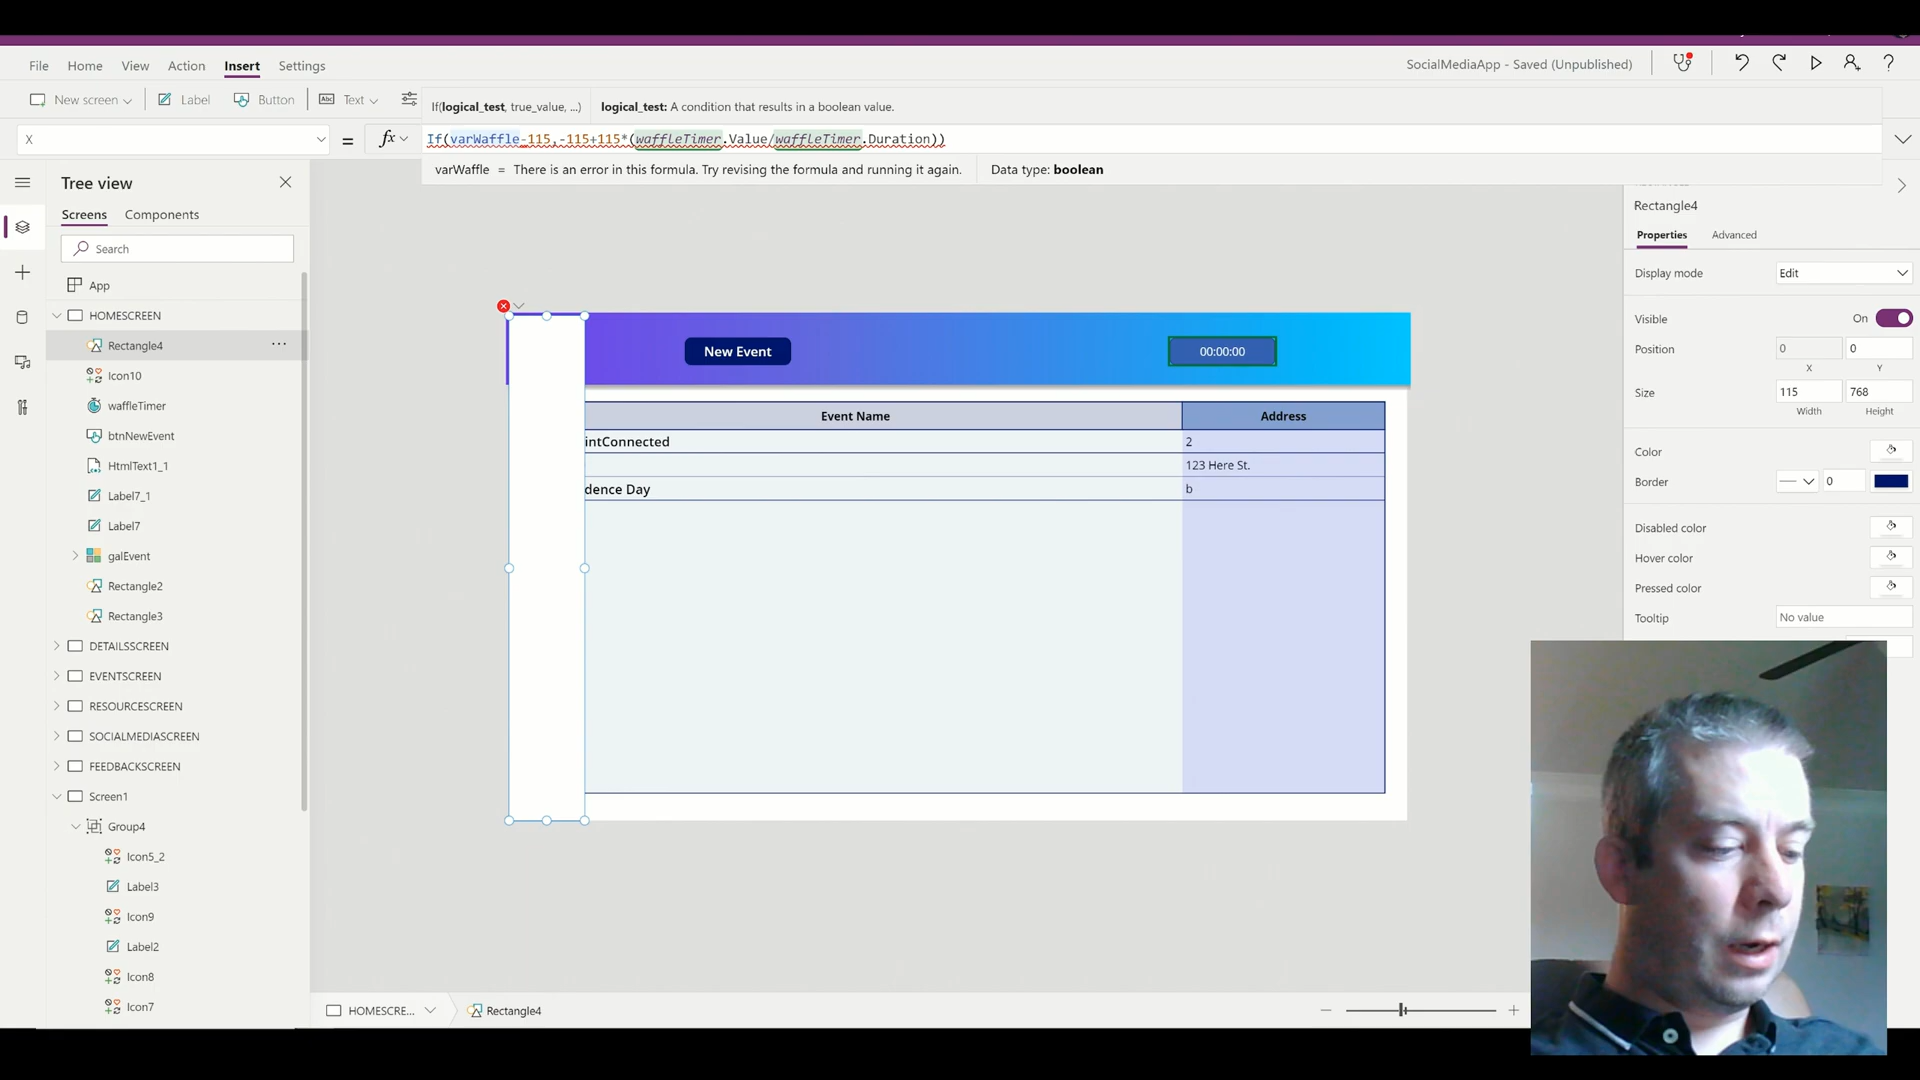 File Home View Action Insert Settings SocialMediaApp - Saved (Unpublished)
New screen Label Button Text If(logical_test, true_value, ...) logical_test: A condition that results in a boolean value.
X = fx If(varWaffle-115,-115+115*(waffleTimer.Value/waffleTimer.Duration))
varWaffle = There is an error in this formula. Try revising the formula and running it again. Data type: boolean
Tree view
Screens Components
Search
App
HOMESCREEN
Rectangle4 ...
Icon10
waffleTimer
btnNewEvent
HtmlText1_1
Label7_1
Label7
galEvent
Rectangle2
Rectangle3
DETAILSSCREEN
EVENTSCREEN
RESOURCESCREEN
SOCIALMEDIASCREEN
FEEDBACKSCREEN
Screen1
Group4
Icon5_2
Label3
Icon9
Label2
Icon8
Icon7
New Event 00:00:00
Event Name Address
intConnected 2
123 Here St.
dence Day b
HOMESCRE... Rectangle4
Rectangle4
Properties Advanced
Display mode Edit
Visible On
Position 0 0
X Y
Size 115 768
Width Height
Color
Border 0
Disabled color
Hover color
Pressed color
Tooltip No value